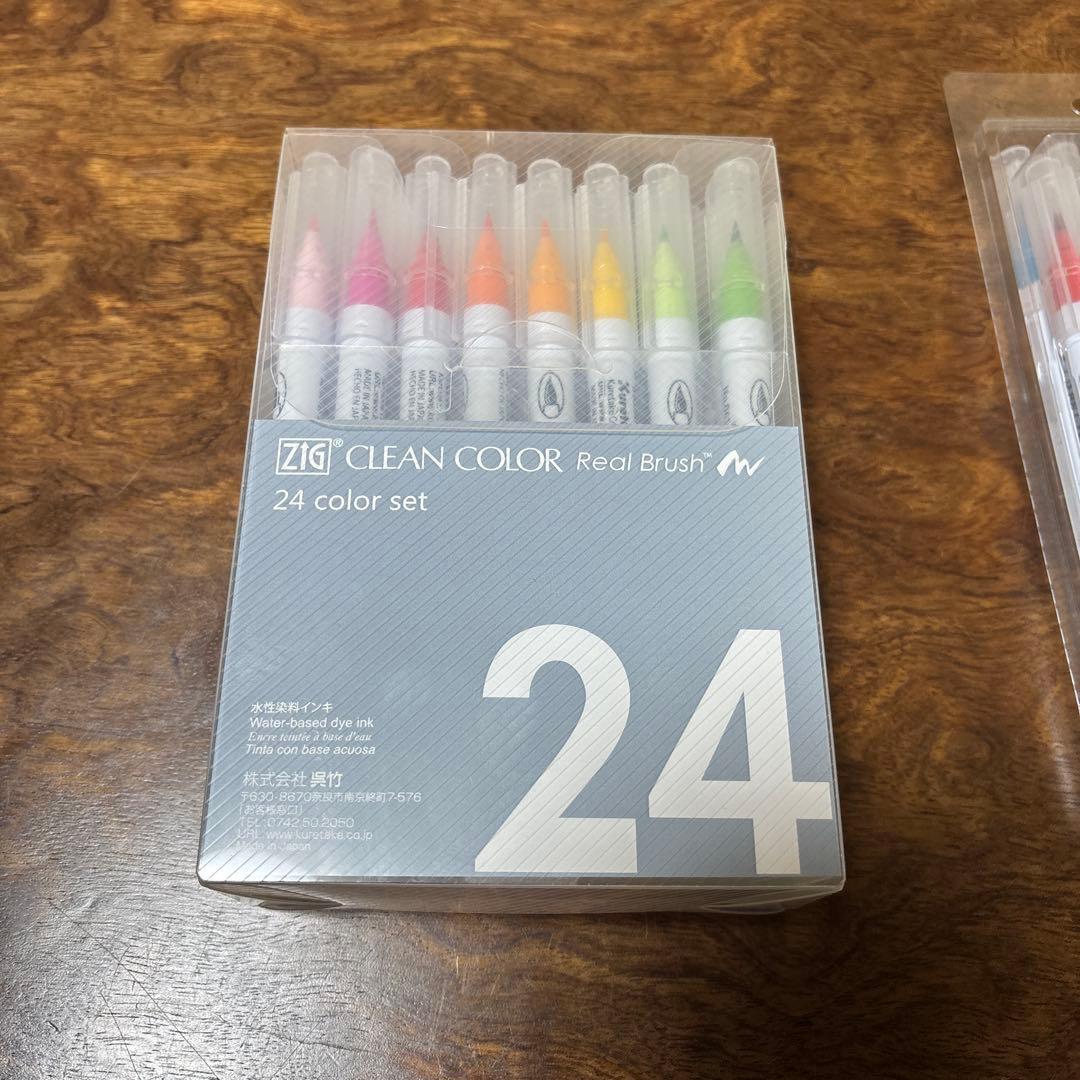 ZIG® CLEAN COLOR Real Brush™
24 color set
24
水性染料インキ
Water-based dye ink
Encre teintée à base d'eau
Tinta con base acuosa
株式会社 呉竹
〒630-8670奈良市南京終町7-576
(お客様窓口)
TEL:0742.50.2050
URL:www.kuretake.co.jp
Made in Japan